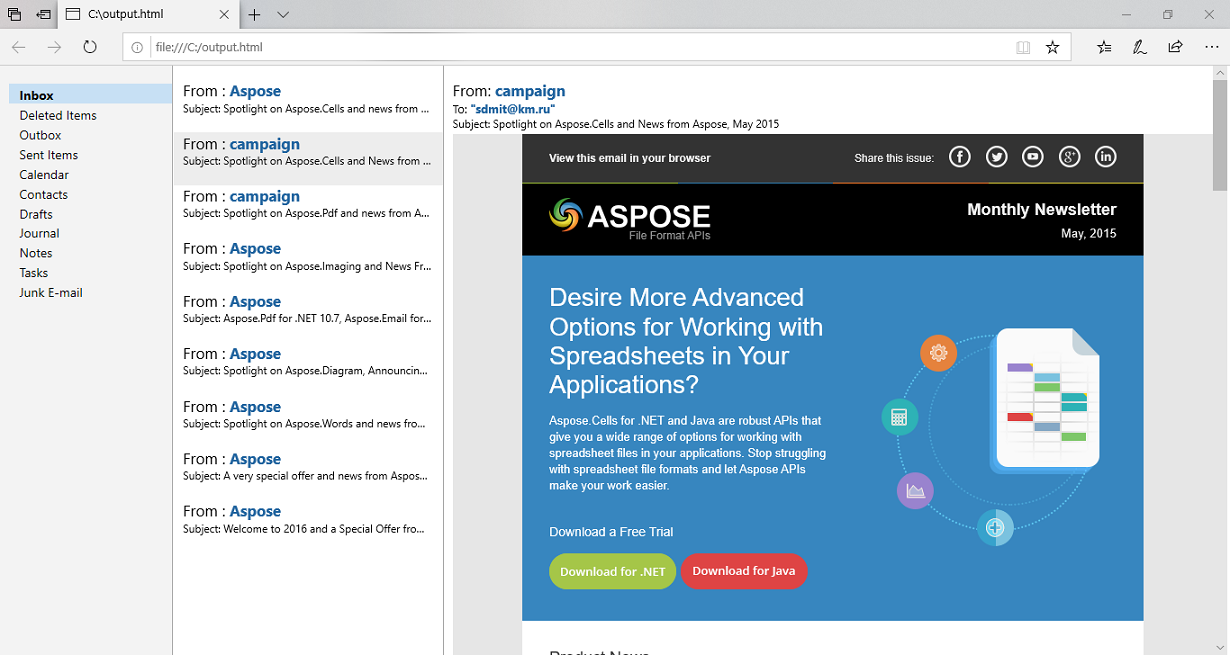 C:\output.html
file:///C:/output.html
Inbox
Deleted Items
Outbox
Sent Items
Calendar
Contacts
Drafts
Journal
Notes
Tasks
Junk E-mail
From : Aspose
Subject: Spotlight on Aspose.Cells and news from ...
From : campaign
Subject: Spotlight on Aspose.Cells and News from ...
From : campaign
Subject: Spotlight on Aspose.Pdf and news from A...
From : Aspose
Subject: Spotlight on Aspose.Imaging and News Fr...
From : Aspose
Subject: Aspose.Pdf for .NET 10.7, Aspose.Email for...
From : Aspose
Subject: Spotlight on Aspose.Diagram, Announcin...
From : Aspose
Subject: Spotlight on Aspose.Words and news fro...
From : Aspose
Subject: A very special offer and news from Aspos...
From : Aspose
Subject: Welcome to 2016 and a Special Offer fro...
From: campaign
To: "sdmit@km.ru"
Subject: Spotlight on Aspose.Cells and News from Aspose, May 2015
View this email in your browser
Share this issue:
ASPOSE
File Format APIs
Monthly Newsletter
May, 2015
Desire More Advanced
Options for Working with
Spreadsheets in Your
Applications?
Aspose.Cells for .NET and Java are robust APIs that
give you a wide range of options for working with
spreadsheet files in your applications. Stop struggling
with spreadsheet file formats and let Aspose APIs
make your work easier.
Download a Free Trial
Download for .NET
Download for Java
Product News